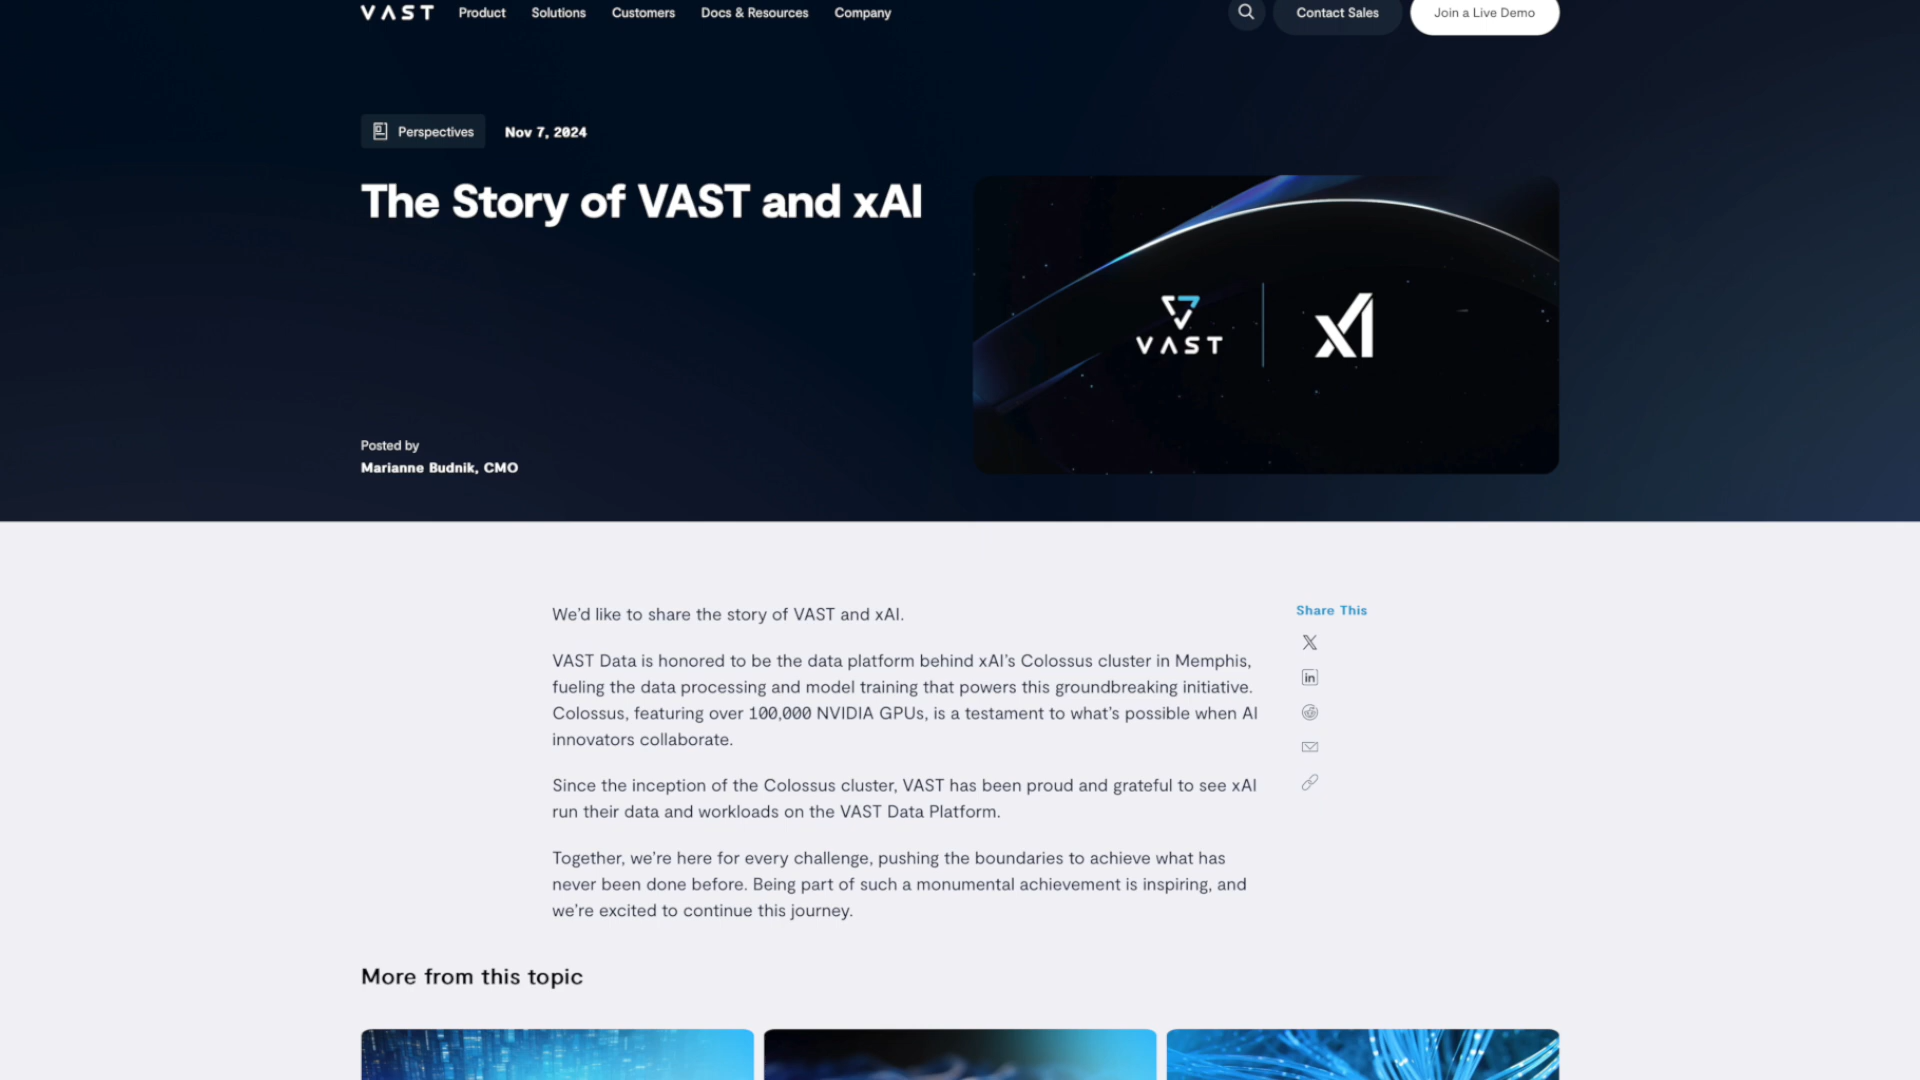 VAST Product Solutions Customers Docs & Resources Company Contact Sales Join a Live Demo
Perspectives Nov 7, 2024
The Story of VAST and xAI
VAST xAI
Posted by
Marianne Budnik, CMO
We’d like to share the story of VAST and xAI.
VAST Data is honored to be the data platform behind xAI’s Colossus cluster in Memphis,
fueling the data processing and model training that powers this groundbreaking initiative.
Colossus, featuring over 100,000 NVIDIA GPUs, is a testament to what’s possible when AI
innovators collaborate.
Since the inception of the Colossus cluster, VAST has been proud and grateful to see xAI
run their data and workloads on the VAST Data Platform.
Together, we’re here for every challenge, pushing the boundaries to achieve what has
never been done before. Being part of such a monumental achievement is inspiring, and
we’re excited to continue this journey.
Share This
X
in
More from this topic